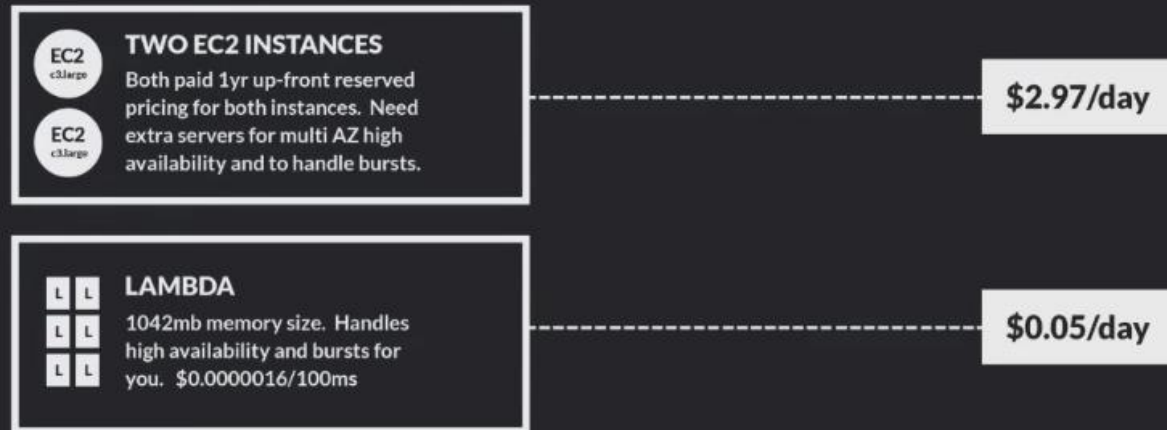 EC2
c3.large
EC2
c3.large
TWO EC2 INSTANCES
Both paid 1yr up-front reserved
pricing for both instances. Need
extra servers for multi AZ high
availability and to handle bursts.
$2.97/day
L L
L L
L L
LAMBDA
1042mb memory size. Handles
high availability and bursts for
you. $0.0000016/100ms
$0.05/day